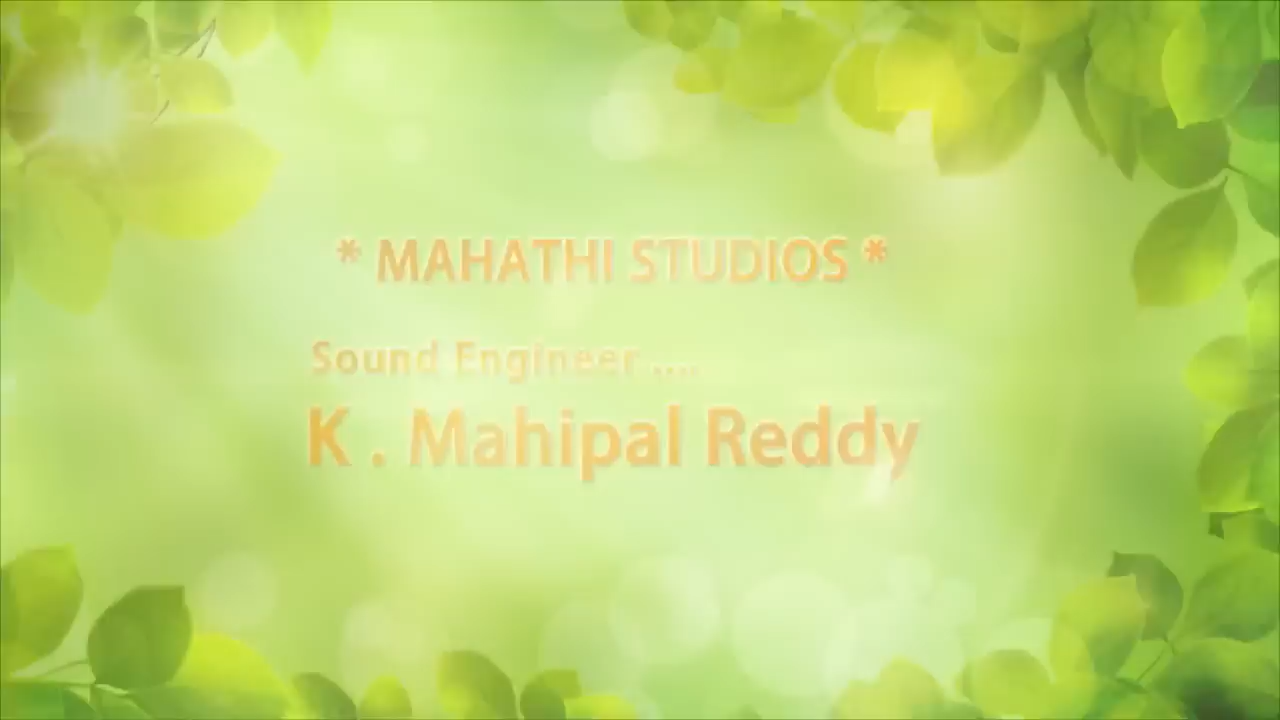 * MAHATHI STUDIOS *
Sound Engineer ....
K . Mahipal Reddy